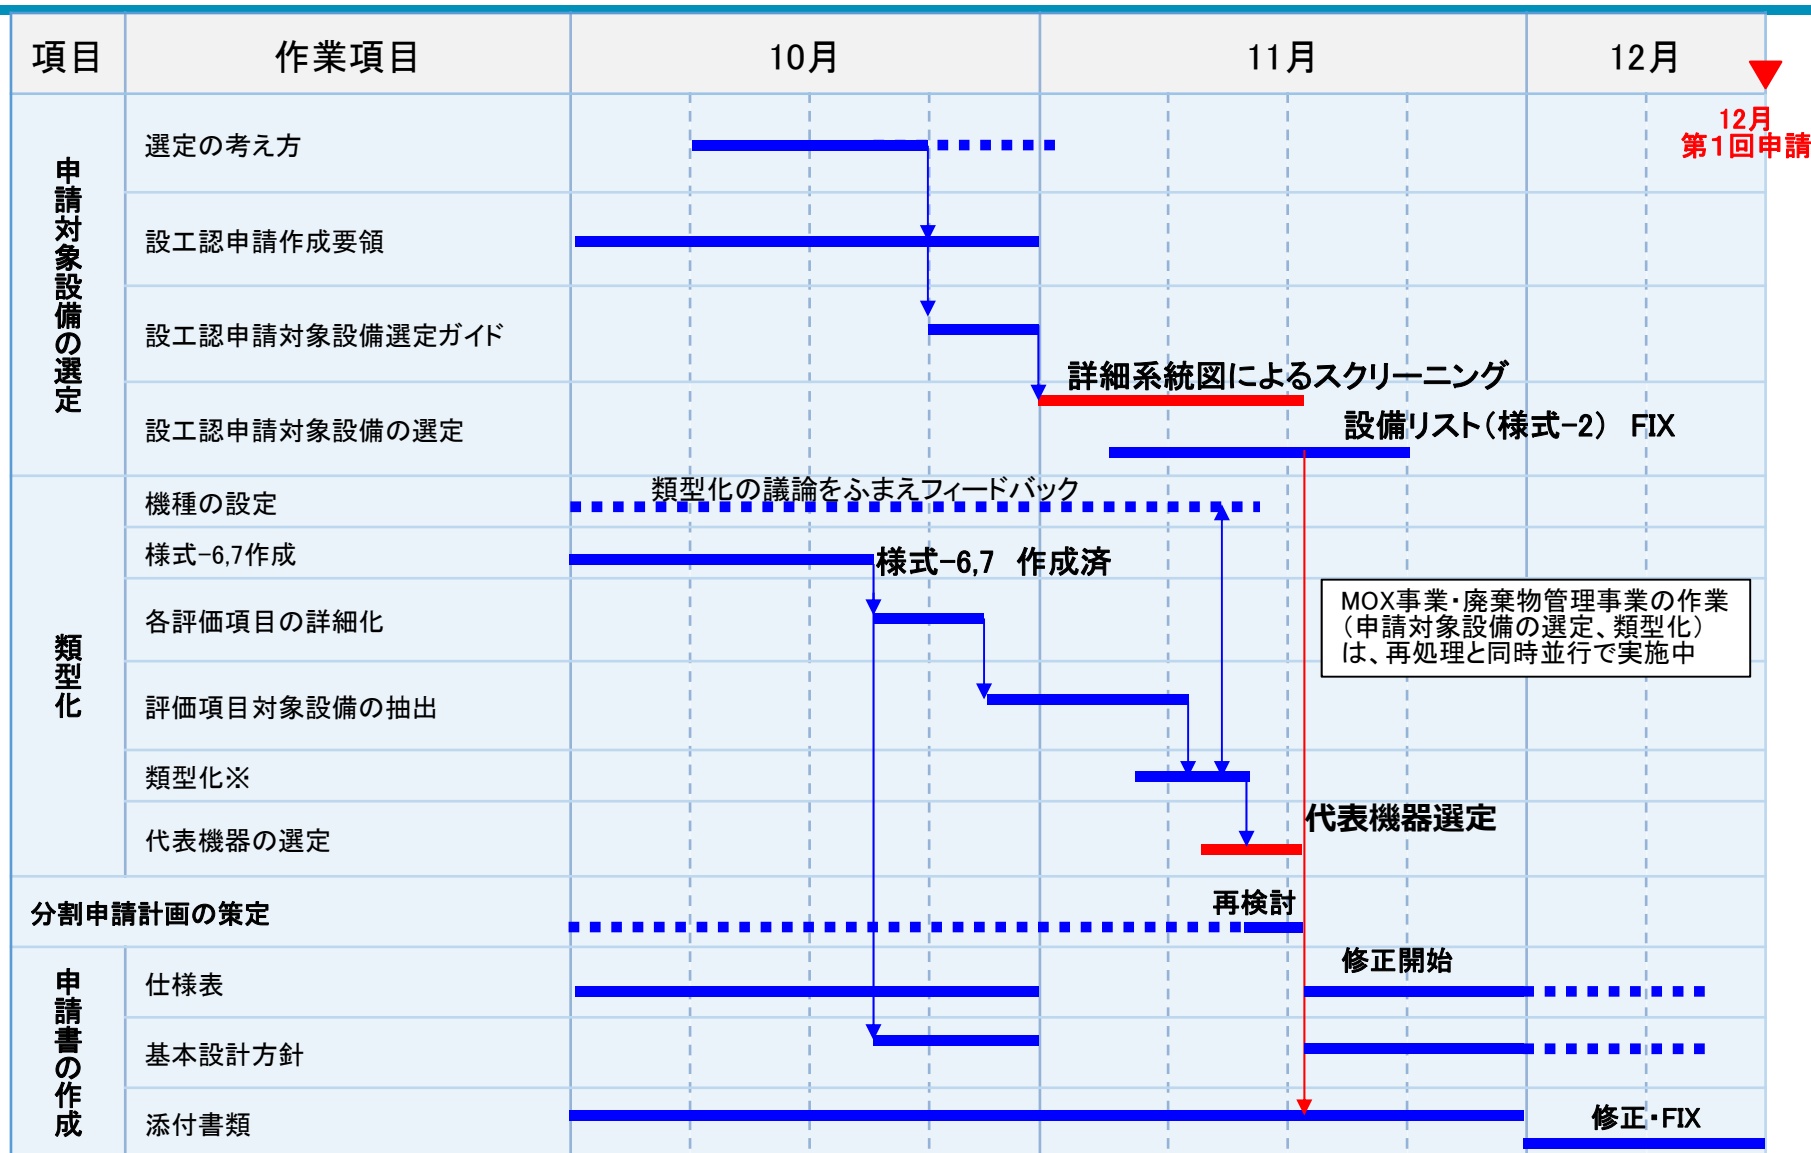 項目
作業項目
10月
11月
12月
12月
第1回申請
申請対象設備の選定
選定の考え方
設工認申請作成要領
設工認申請対象設備選定ガイド
詳細系統図によるスクリーニング
設工認申請対象設備の選定
設備リスト（様式-2） FIX
類型化
機種の設定
類型化の議論をふまえフィードバック
様式-6,7作成
様式-6,7 作成済
各評価項目の詳細化
MOX事業・廃棄物管理事業の作業
（申請対象設備の選定、類型化）
は、再処理と同時並行で実施中
評価項目対象設備の抽出
類型化※
代表機器の選定
代表機器選定
分割申請計画の策定
再検討
申請書の作成
仕様表
修正開始
基本設計方針
添付書類
修正・FIX